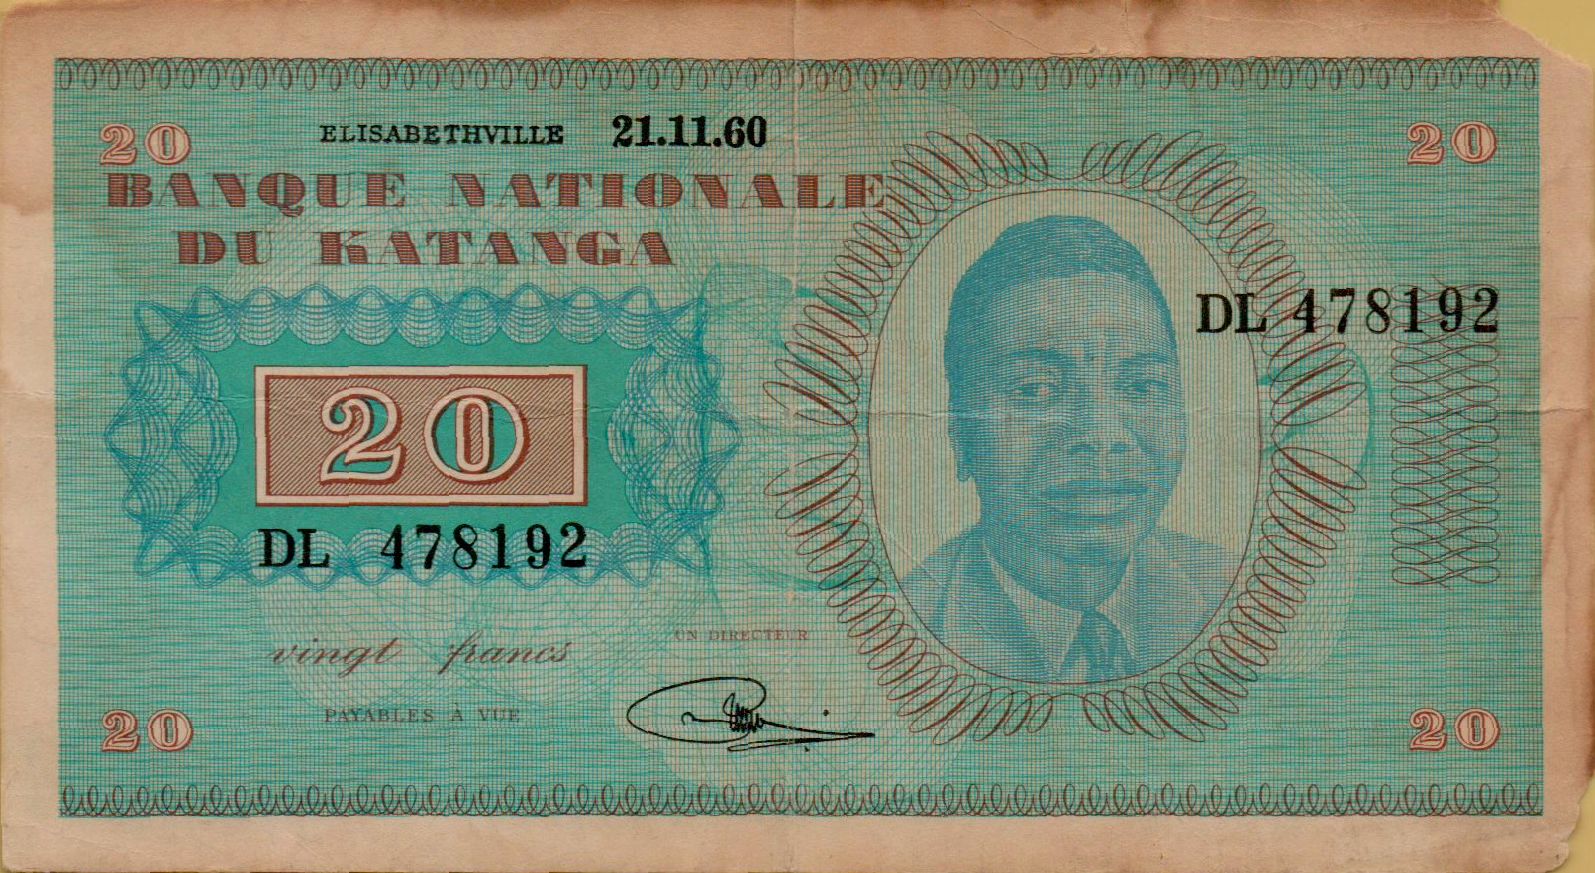 20 ELISABETHVILLE 21.11.60 20
BANQUE NATIONALE
DU KATANGA
DL 478192
20
DL 478192
vingt francs
UN DIRECTEUR
PAYABLES À VUE
20 20